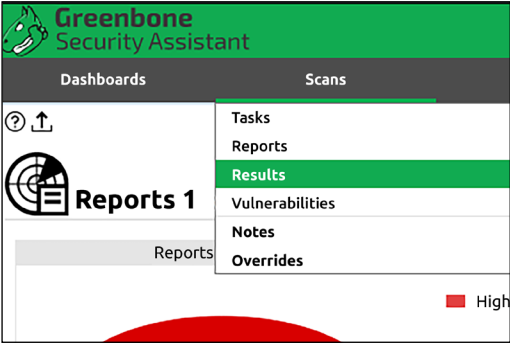 Greenbone
Security Assistant
Dashboards
Scans
Tasks
Reports
Results
Vulnerabilities
Notes
Overrides
Reports 1
Reports
High